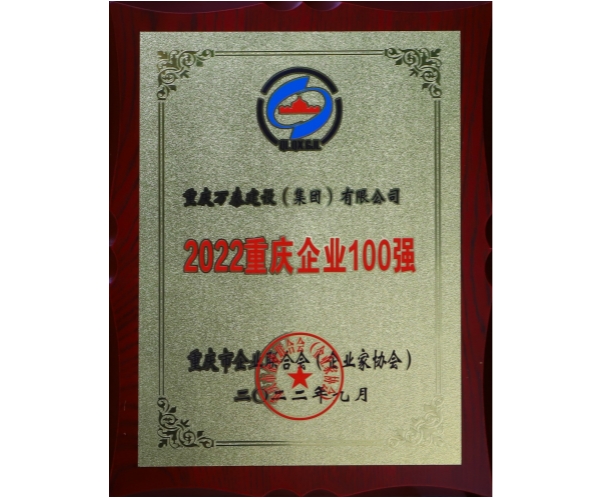 重庆万泰建设（集团）有限公司
2022重庆企业100强
重庆市企业联合会（企业家协会）
二〇二二年九月